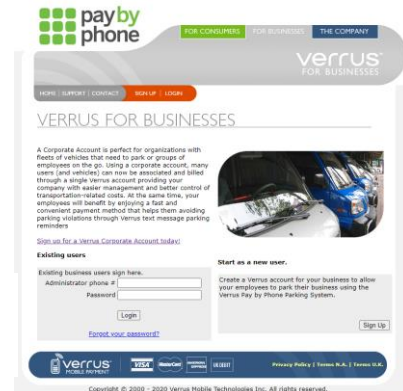 pay by
phone
FOR CONSUMERS FOR BUSINESSES THE COMPANY
verrus
FOR BUSINESSES
HOME | SUPPORT | CONTACT SIGN UP | LOGIN
VERRUS FOR BUSINESSES
A Corporate Account is perfect for organizations with
fleets of vehicles that need to park or groups of
employees on the go. Using a corporate account, many
users (and vehicles) can now be associated and billed
through a single Verrus account providing your
company with easier management and better control of
transportation-related costs. At the same time, your
employees will benefit by enjoying a fast and
convenient payment method that helps them avoiding
parking violations through Verrus text message parking
reminders
Sign up for a Verrus Corporate Account today!
Existing users
Existing business users sign here.
Administrator phone #
Password
Login
Forgot your password?
Start as a new user.
Create a Verrus account for your business to allow
your employees to park their business using the
Verrus Pay by Phone Parking System.
Sign Up
verrus
MOBILE PAYMENT
VISA MasterCard
Privacy Policy | Terms N.A. | Terms U.K.
Copyright © 2000 - 2020 Verrus Mobile Technologies Inc. All rights reserved.